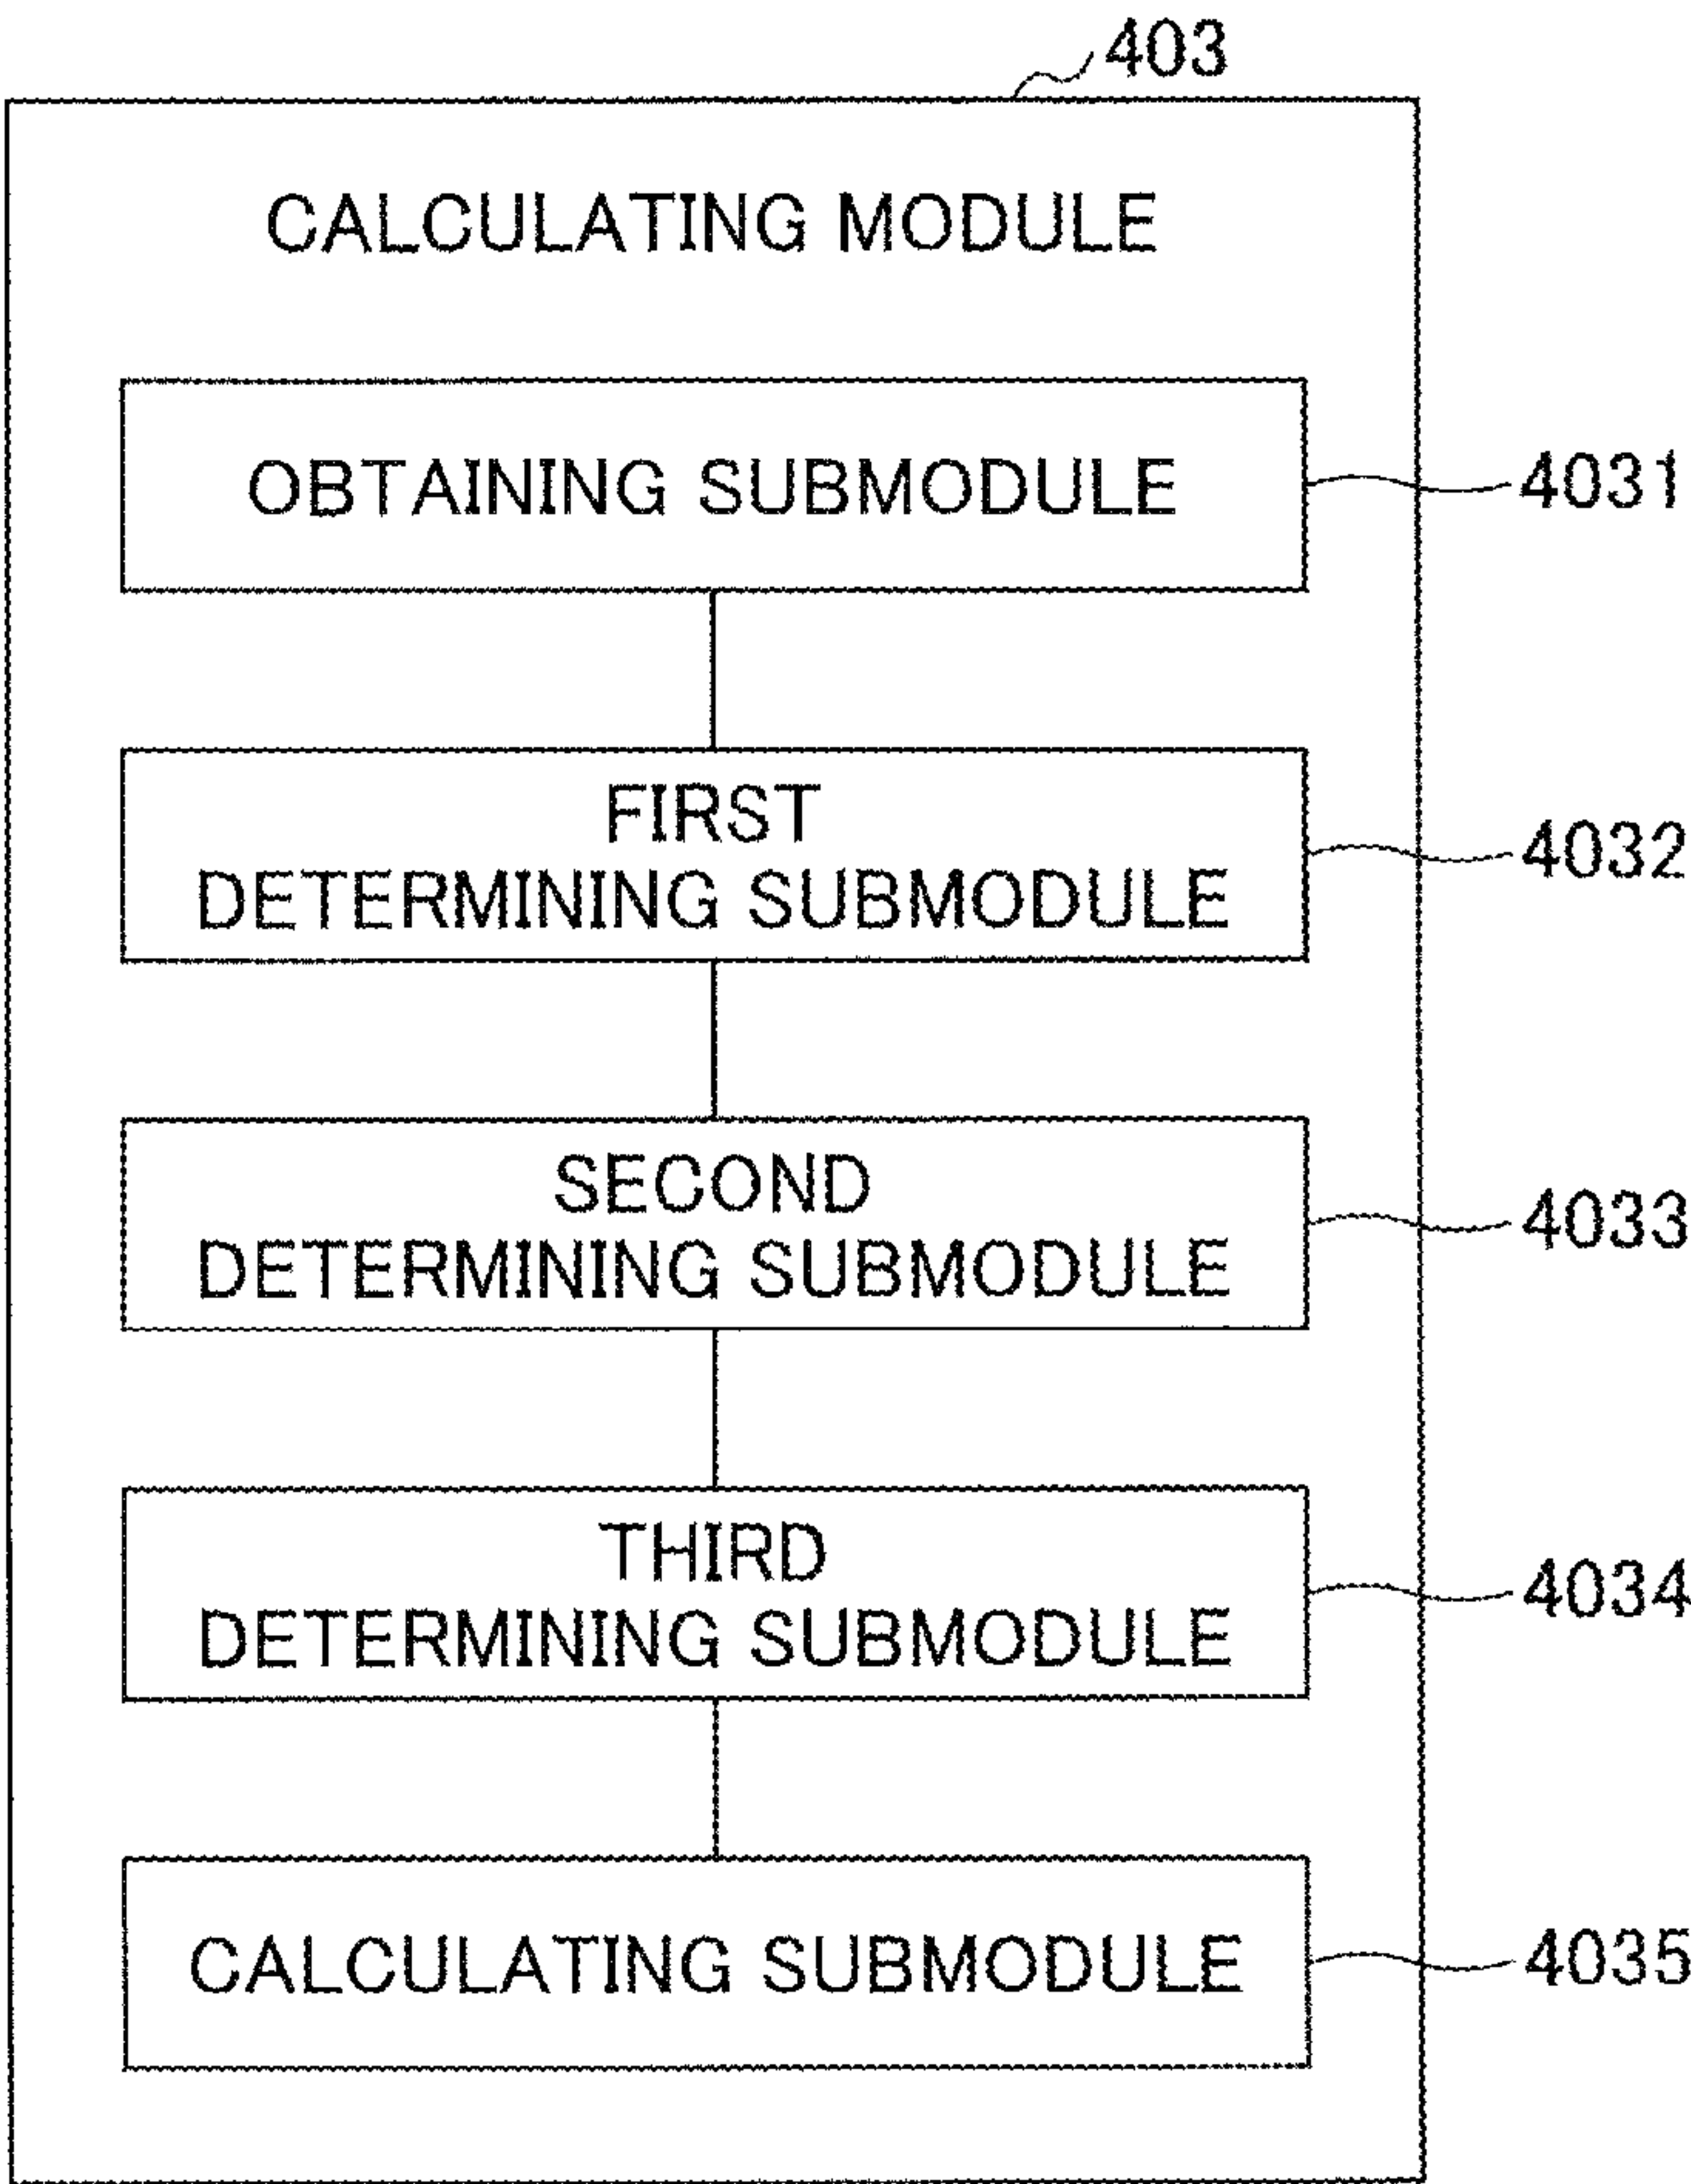 403
CALCULATING MODULE
OBTAINING SUBMODULE
4031
FIRST
DETERMINING SUBMODULE
4032
SECOND
DETERMINING SUBMODULE
4033
THIRD
DETERMINING SUBMODULE
4034
CALCULATING SUBMODULE
4035